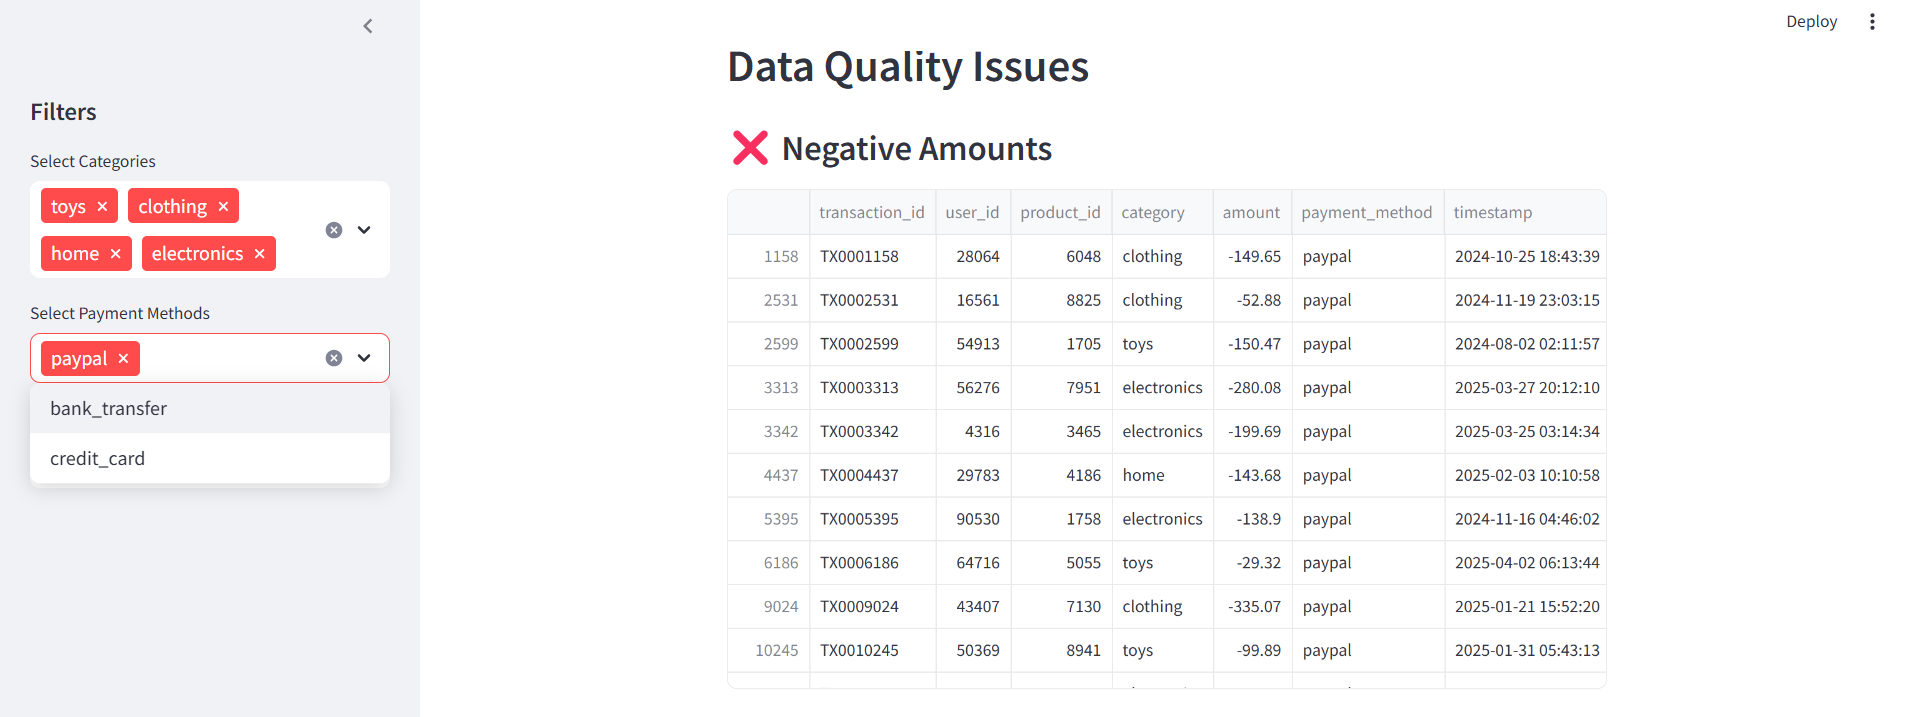 Deploy
Filters
Select Categories
toys × clothing ×
home × electronics ×
Select Payment Methods
paypal ×
bank_transfer
credit_card
Data Quality Issues
❌ Negative Amounts
transaction_id user_id product_id category amount payment_method timestamp
1158 TX0001158 28064 6048 clothing -149.65 paypal 2024-10-25 18:43:39
2531 TX0002531 16561 8825 clothing -52.88 paypal 2024-11-19 23:03:15
2599 TX0002599 54913 1705 toys -150.47 paypal 2024-08-02 02:11:57
3313 TX0003313 56276 7951 electronics -280.08 paypal 2025-03-27 20:12:10
3342 TX0003342 4316 3465 electronics -199.69 paypal 2025-03-25 03:14:34
4437 TX0004437 29783 4186 home -143.68 paypal 2025-02-03 10:10:58
5395 TX0005395 90530 1758 electronics -138.9 paypal 2024-11-16 04:46:02
6186 TX0006186 64716 5055 toys -29.32 paypal 2025-04-02 06:13:44
9024 TX0009024 43407 7130 clothing -335.07 paypal 2025-01-21 15:52:20
10245 TX0010245 50369 8941 toys -99.89 paypal 2025-01-31 05:43:13